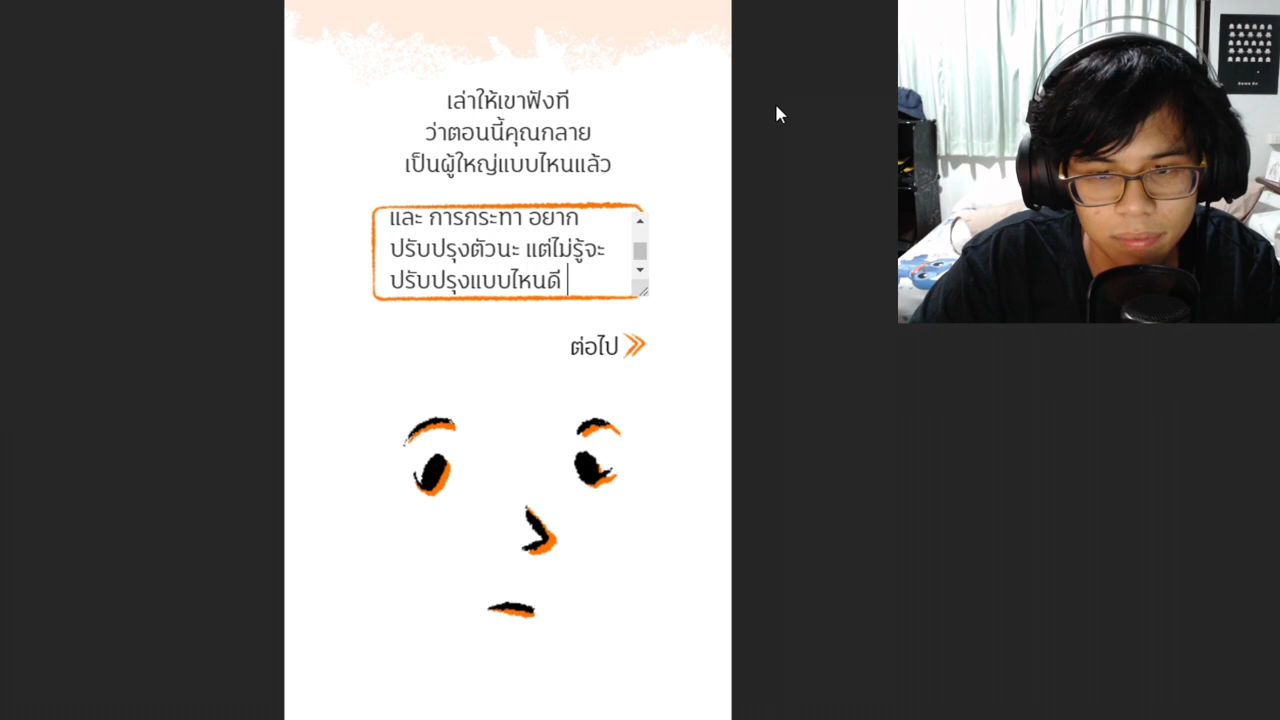 เล่าให้เขาฟังที
ว่าตอนนี้คุณกลาย
เป็นผู้ใหญ่แบบไหนแล้ว
และ การกระทำ อยาก
ปรับปรุงตัวนะ แต่ไม่รู้จะ
ปรับปรุงแบบไหนดี
ต่อไป